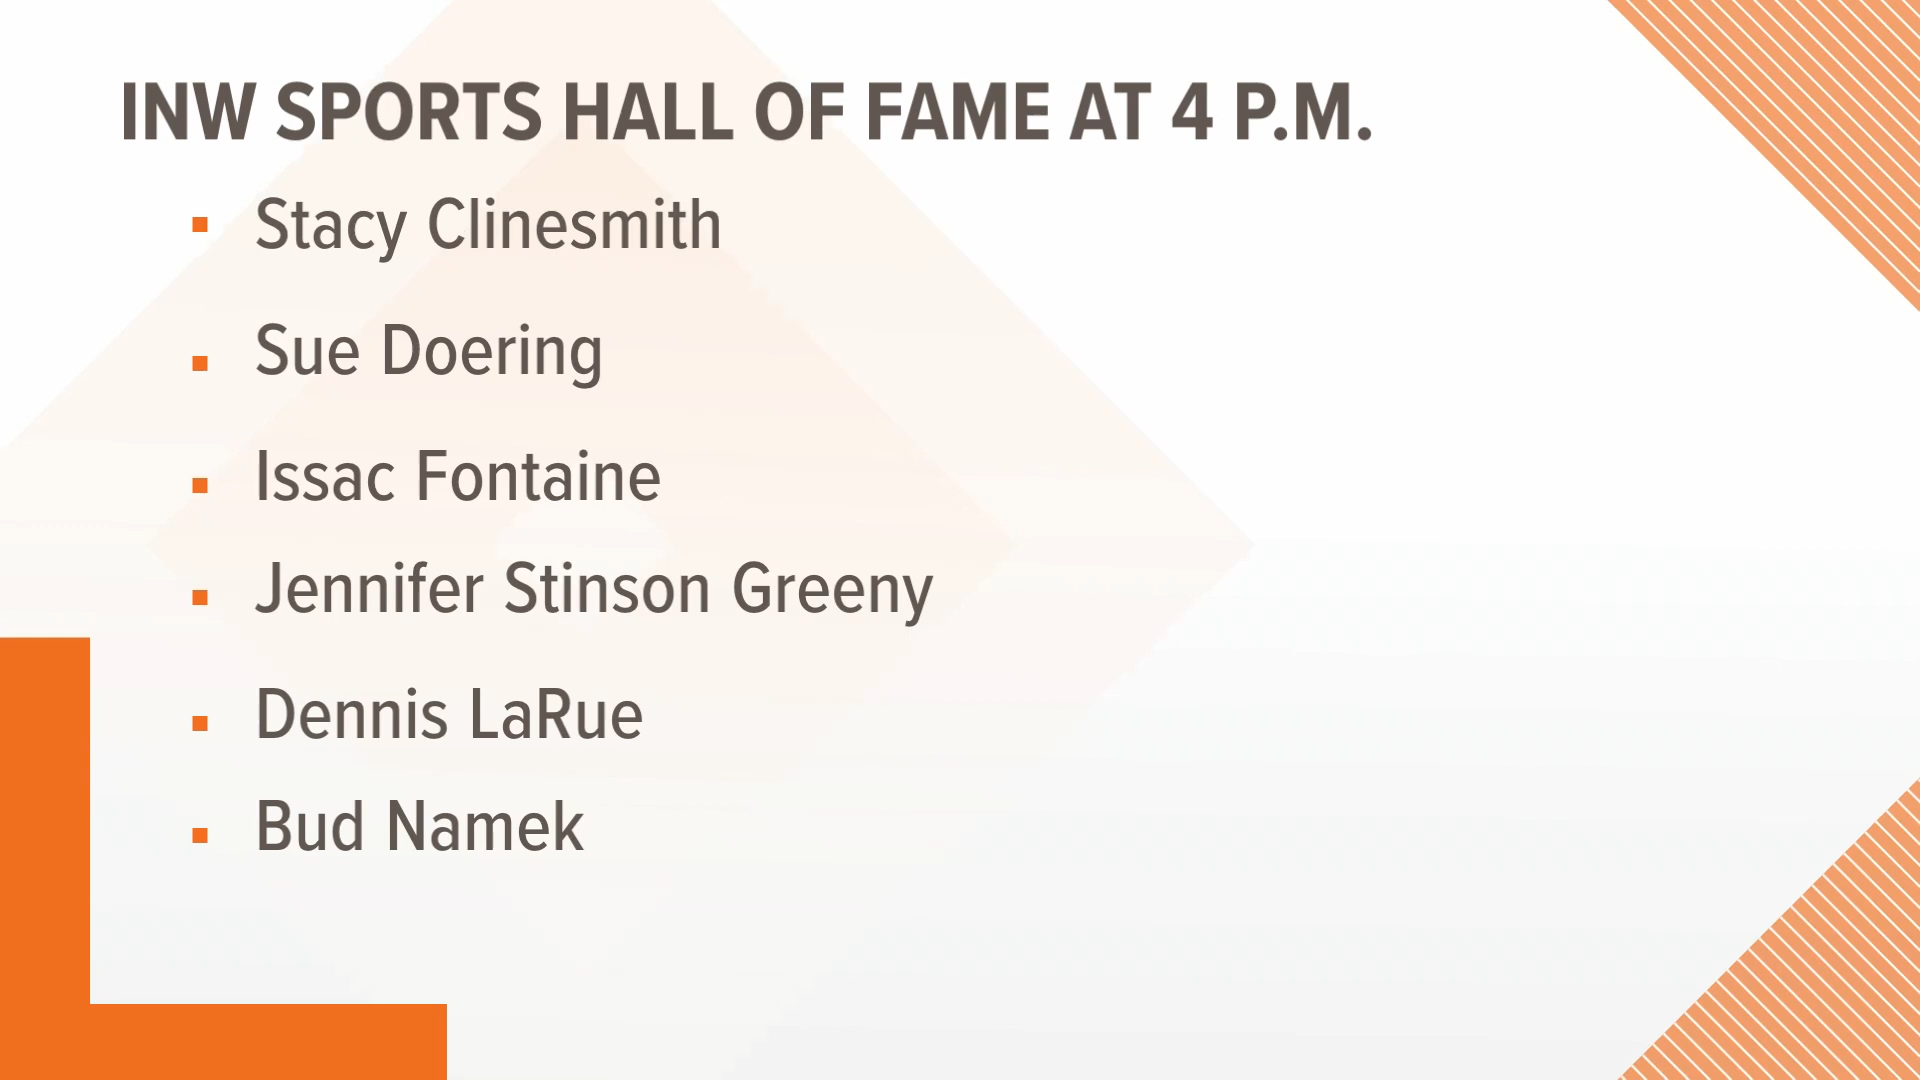 INW SPORTS HALL OF FAME AT 4 P.M.
Stacy Clinesmith
Sue Doering
Issac Fontaine
Jennifer Stinson Greeny
Dennis LaRue
Bud Namek